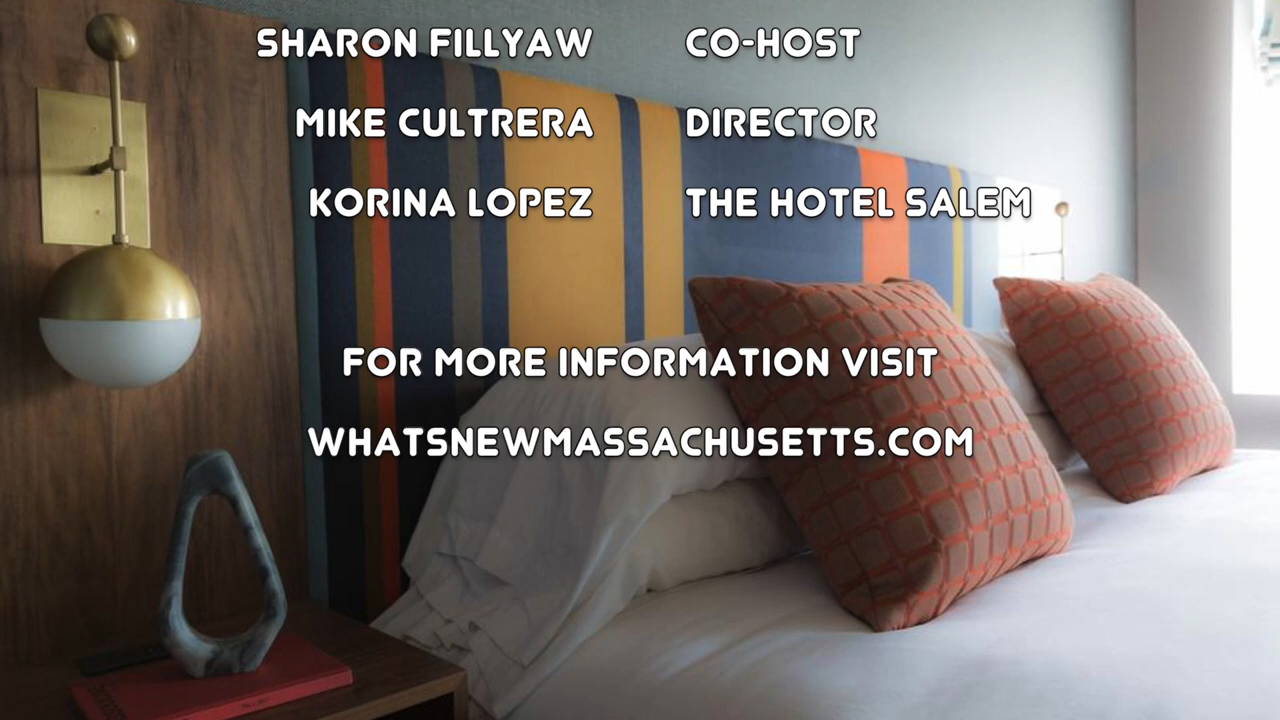 SHARON FILLYAW CO-HOST
MIKE CULTRERA DIRECTOR
KORINA LOPEZ THE HOTEL SALEM
FOR MORE INFORMATION VISIT
WHATSNEWMASSACHUSETTS.COM